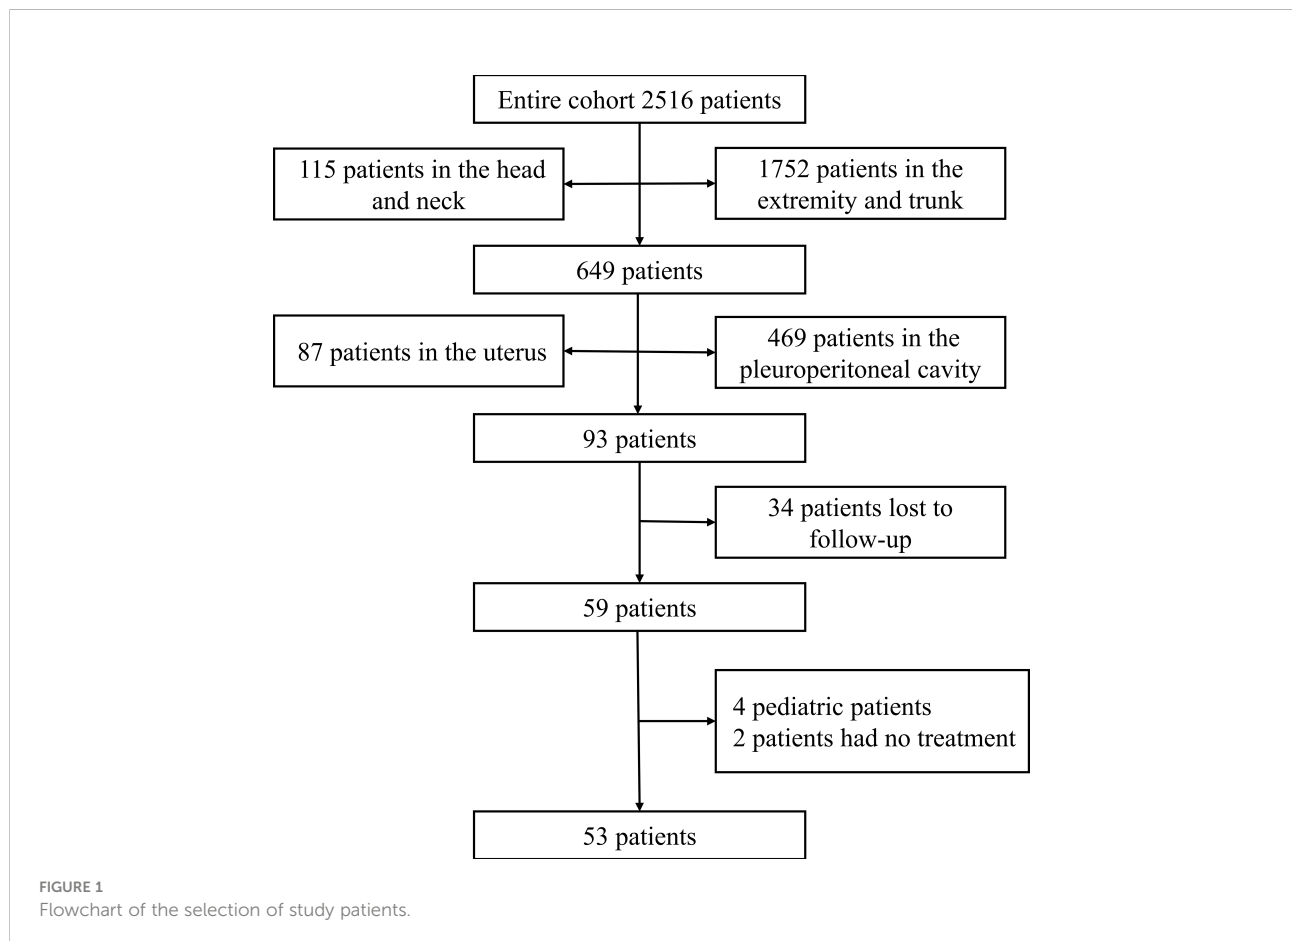 Entire cohort 2516 patients
115 patients in the head
and neck
1752 patients in the
extremity and trunk
649 patients
87 patients in the uterus
469 patients in the
pleuroperitoneal cavity
93 patients
34 patients lost to
follow-up
59 patients
4 pediatric patients
2 patients had no treatment
53 patients
FIGURE 1
Flowchart of the selection of study patients.